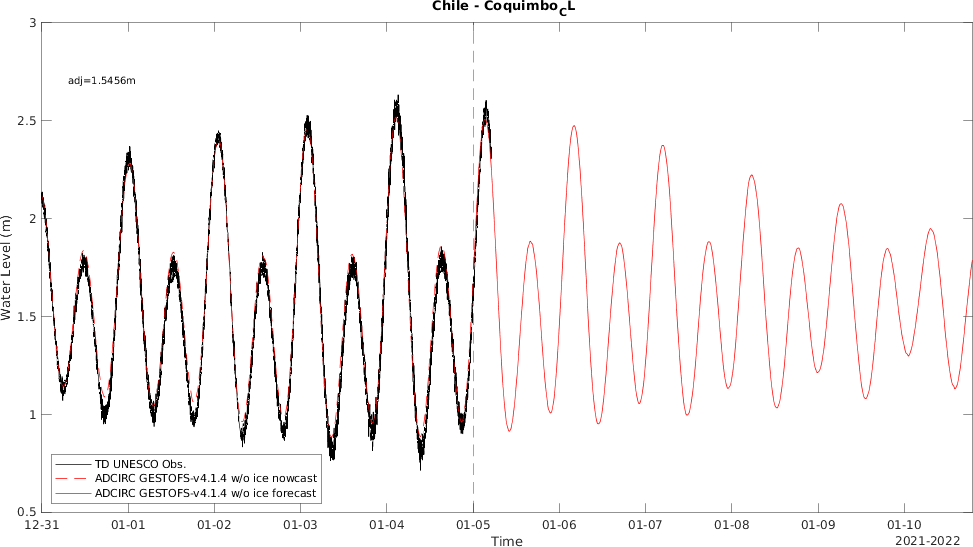 Chile - Coquimbo_CL
3
adj=1.5456m
2.5
2
Water Level (m)
1.5
1
TD UNESCO Obs.
ADCIRC GESTOFS-v4.1.4 w/o ice nowcast
ADCIRC GESTOFS-v4.1.4 w/o ice forecast
0.5
12-31 01-01 01-02 01-03 01-04 01-05 01-06 01-07 01-08 01-09 01-10
Time
2021-2022